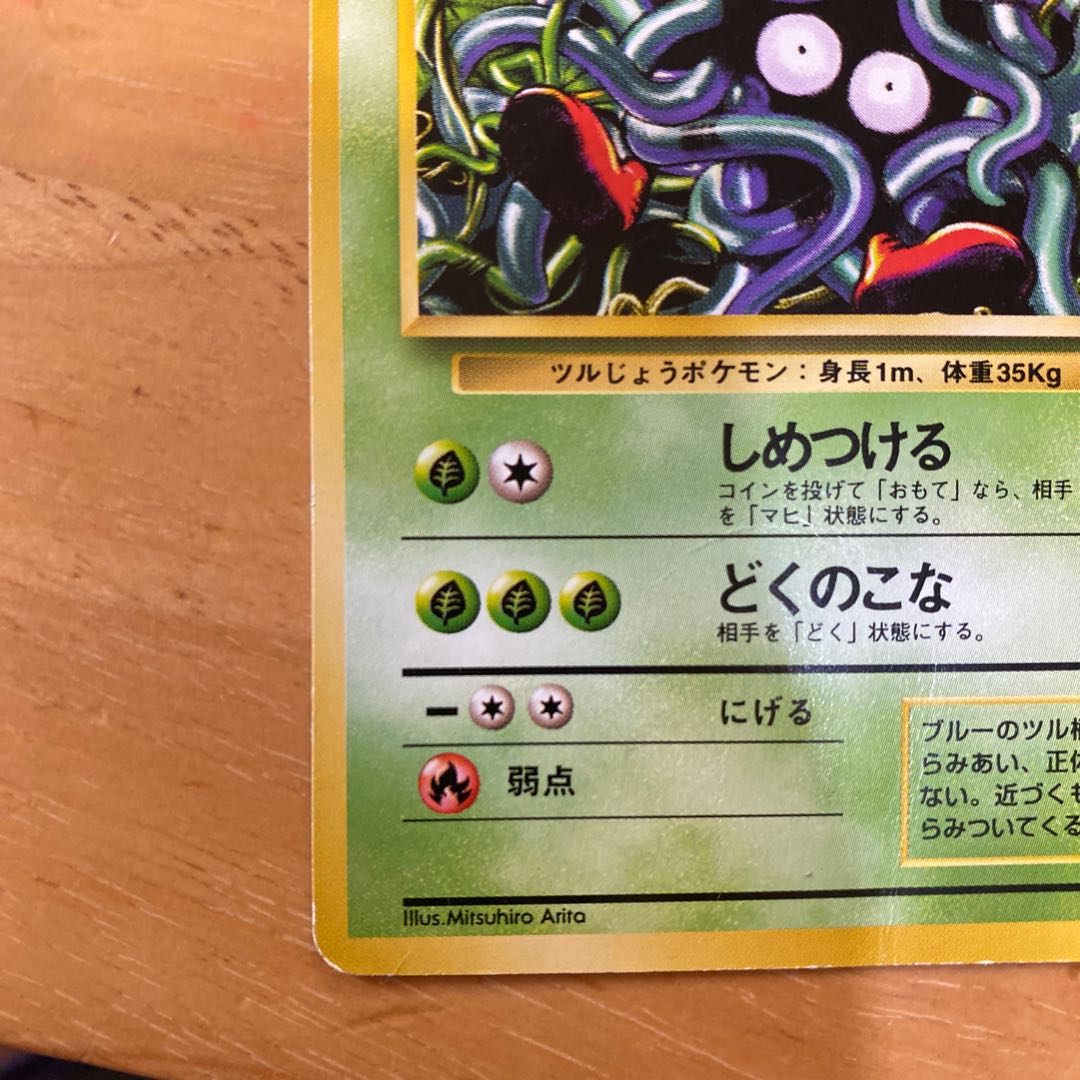 ツルじょうポケモン：身長1m、体重35Kg
しめつける
コインを投げて「おもて」なら、相手
を「マヒ」状態にする。
どくのこな
相手を「どく」状態にする。
にげる
弱点
ブルーのツル
らみあい、正
ない。近づく
らみついてくる
Illus.Mitsuhiro Arita